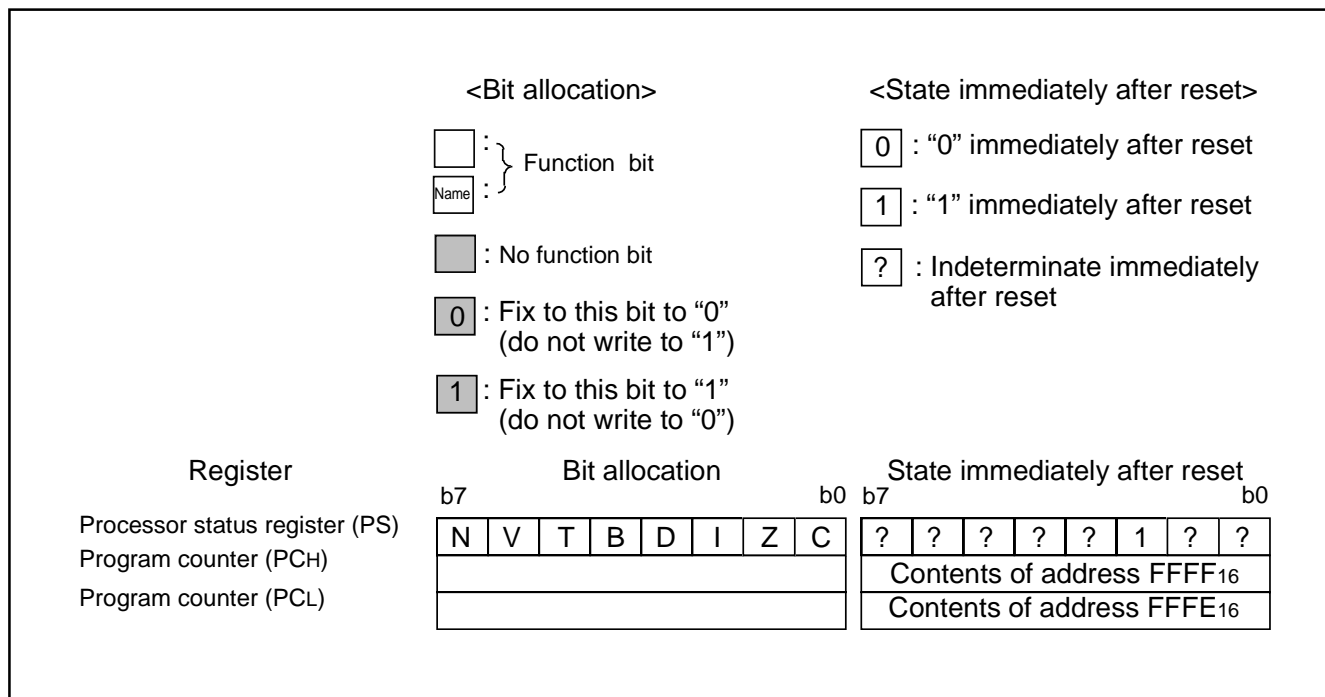 <Bit allocation>
<State immediately after reset>
:
Name :
Function bit
: No function bit
0 : Fix to this bit to “0”
(do not write to “1”)
1 : Fix to this bit to “1”
(do not write to “0”)
0 : “0” immediately after reset
1 : “1” immediately after reset
? : Indeterminate immediately
after reset
Register Bit allocation State immediately after reset
b7 b0 b7 b0
Processor status register (PS) N V T B D I Z C ? ? ? ? ? 1 ? ?
Program counter (PCH) Contents of address FFFF16
Program counter (PCL) Contents of address FFFE16